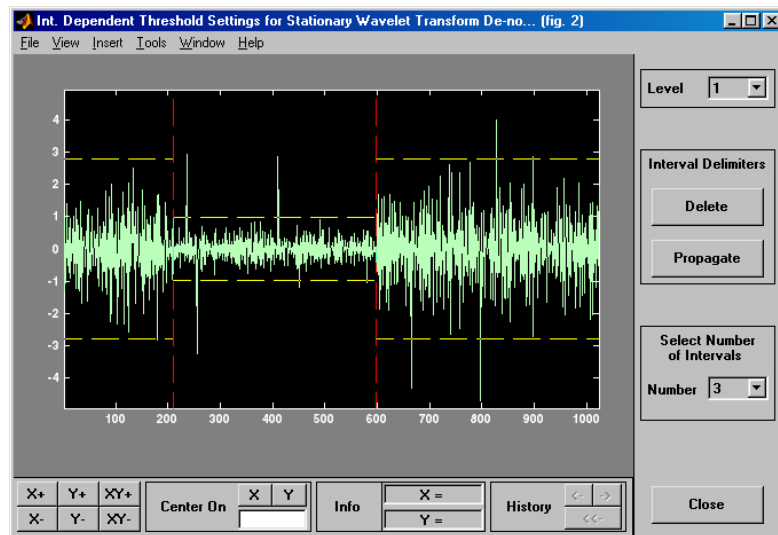 Int. Dependent Threshold Settings for Stationary Wavelet Transform De-no... (fig. 2)
File View Insert Tools Window Help
4
3
2
1
0
-1
-2
-3
-4
100 200 300 400 500 600 700 800 900 1000
Level 1
Interval Delimiters
Delete
Propagate
Select Number
of Intervals
Number 3
X+ Y+ XY+
X- Y- XY-
Center On X Y
Info X =
Y =
History <- ->
<<-
Close